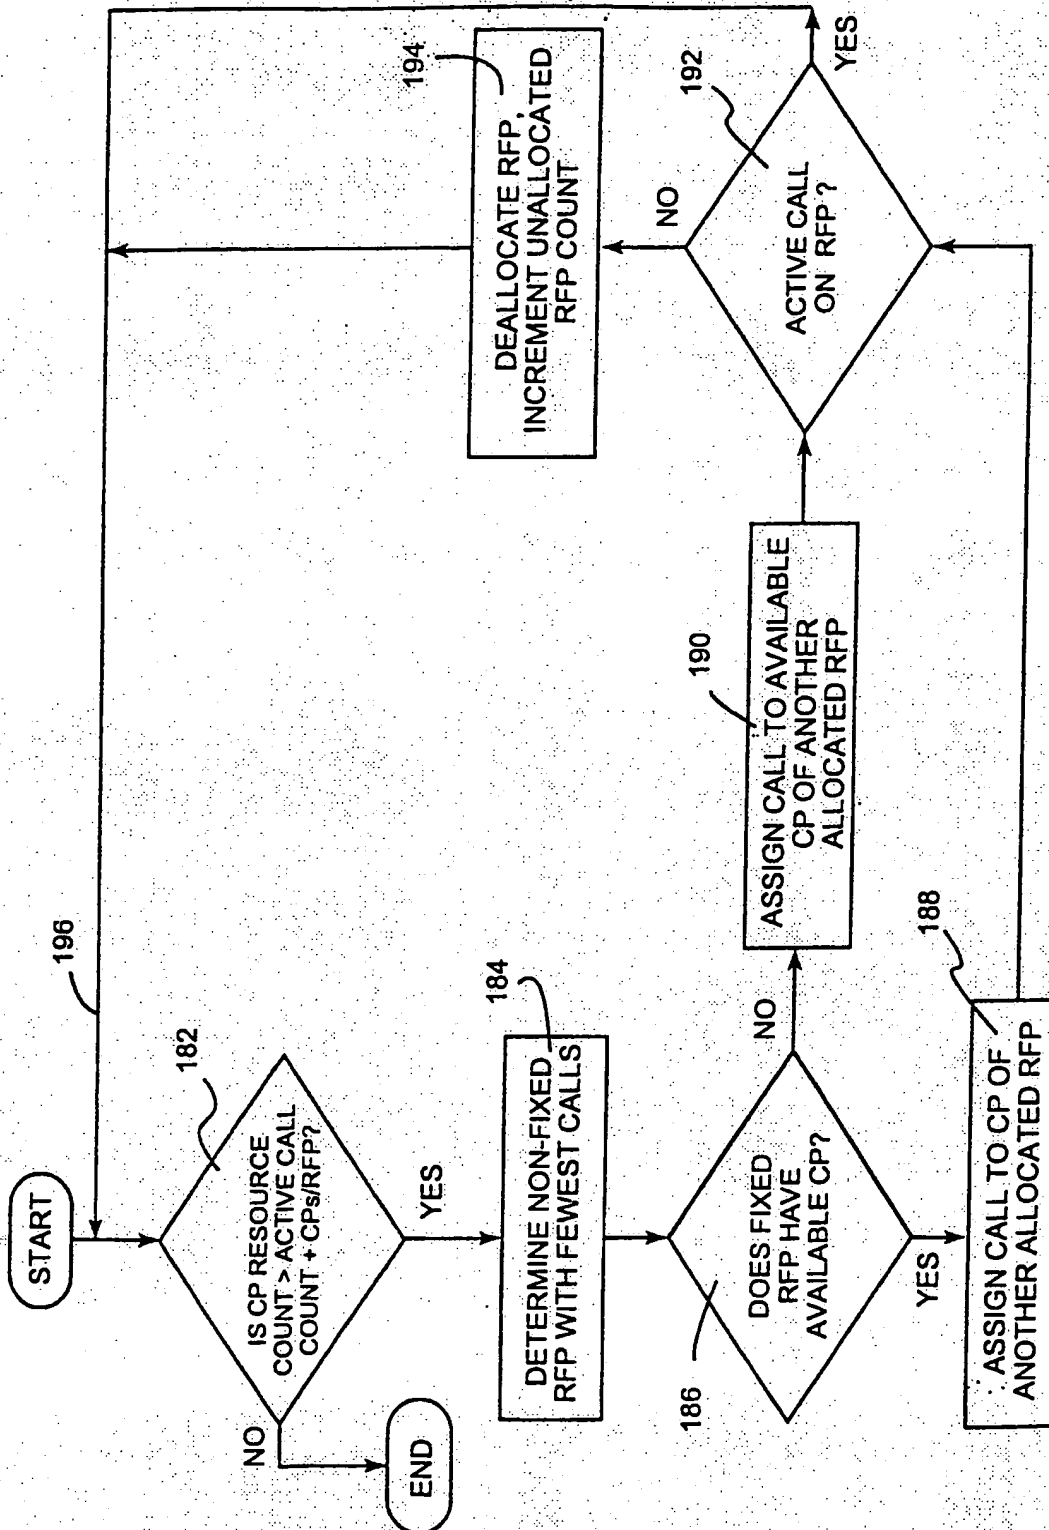 START
196
182
IS CP RESOURCE
COUNT > ACTIVE CALL
COUNT + CPs/RFP?
NO
END
YES
184
DETERMINE NON-FIXED
RFP WITH FEWEST CALLS
186
DOES FIXED
RFP HAVE
AVAILABLE CP?
NO
YES
188
ASSIGN CALL TO CP OF
ANOTHER ALLOCATED RFP
190
ASSIGN CALL TO AVAILABLE
CP OF ANOTHER
ALLOCATED RFP
192
ACTIVE CALL
ON RFP?
NO
YES
194
DEALLOCATE RFP,
INCREMENT UNALLOCATED
RFP COUNT